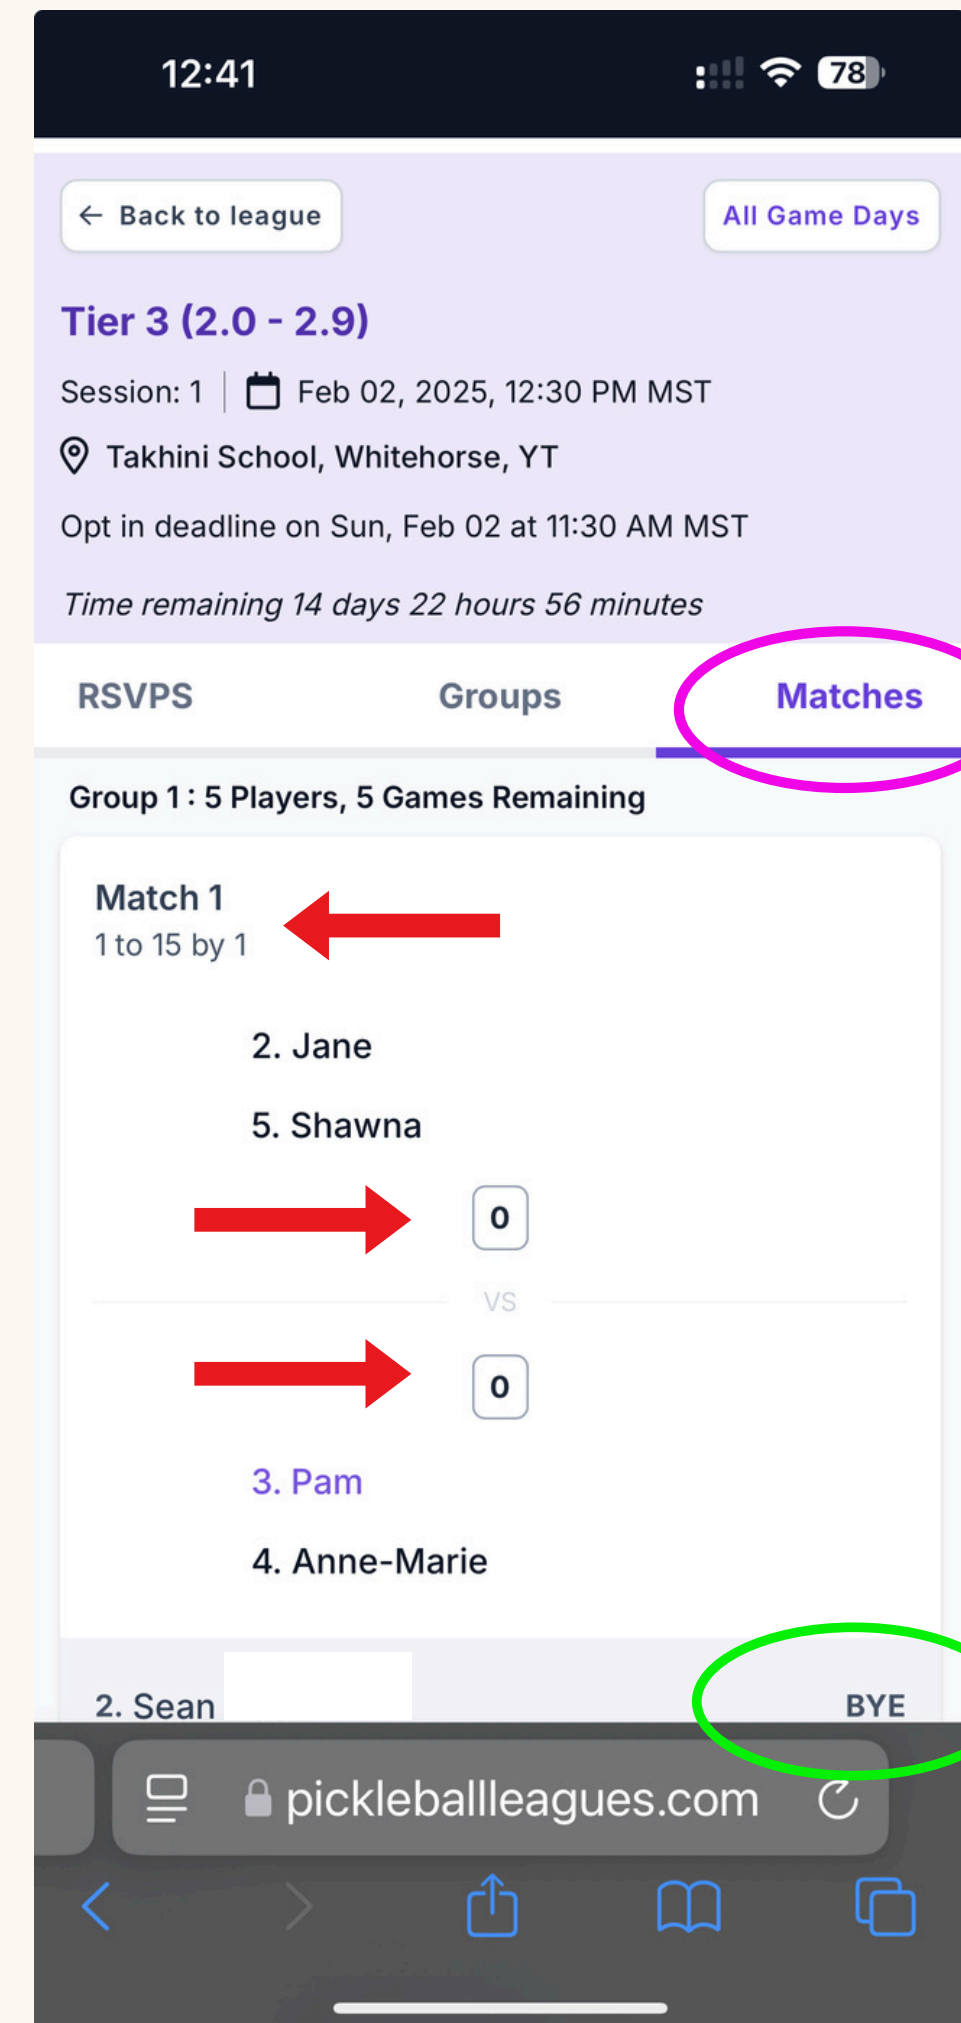 12:41 78
← Back to league All Game Days
Tier 3 (2.0 - 2.9)
Session: 1 Feb 02, 2025, 12:30 PM MST
Takhini School, Whitehorse, YT
Opt in deadline on Sun, Feb 02 at 11:30 AM MST
Time remaining 14 days 22 hours 56 minutes
RSVPS Groups Matches
Group 1 : 5 Players, 5 Games Remaining
Match 1
1 to 15 by 1
2. Jane
5. Shawna
0
VS
0
3. Pam
4. Anne-Marie
2. Sean BYE
pickleballleagues.com